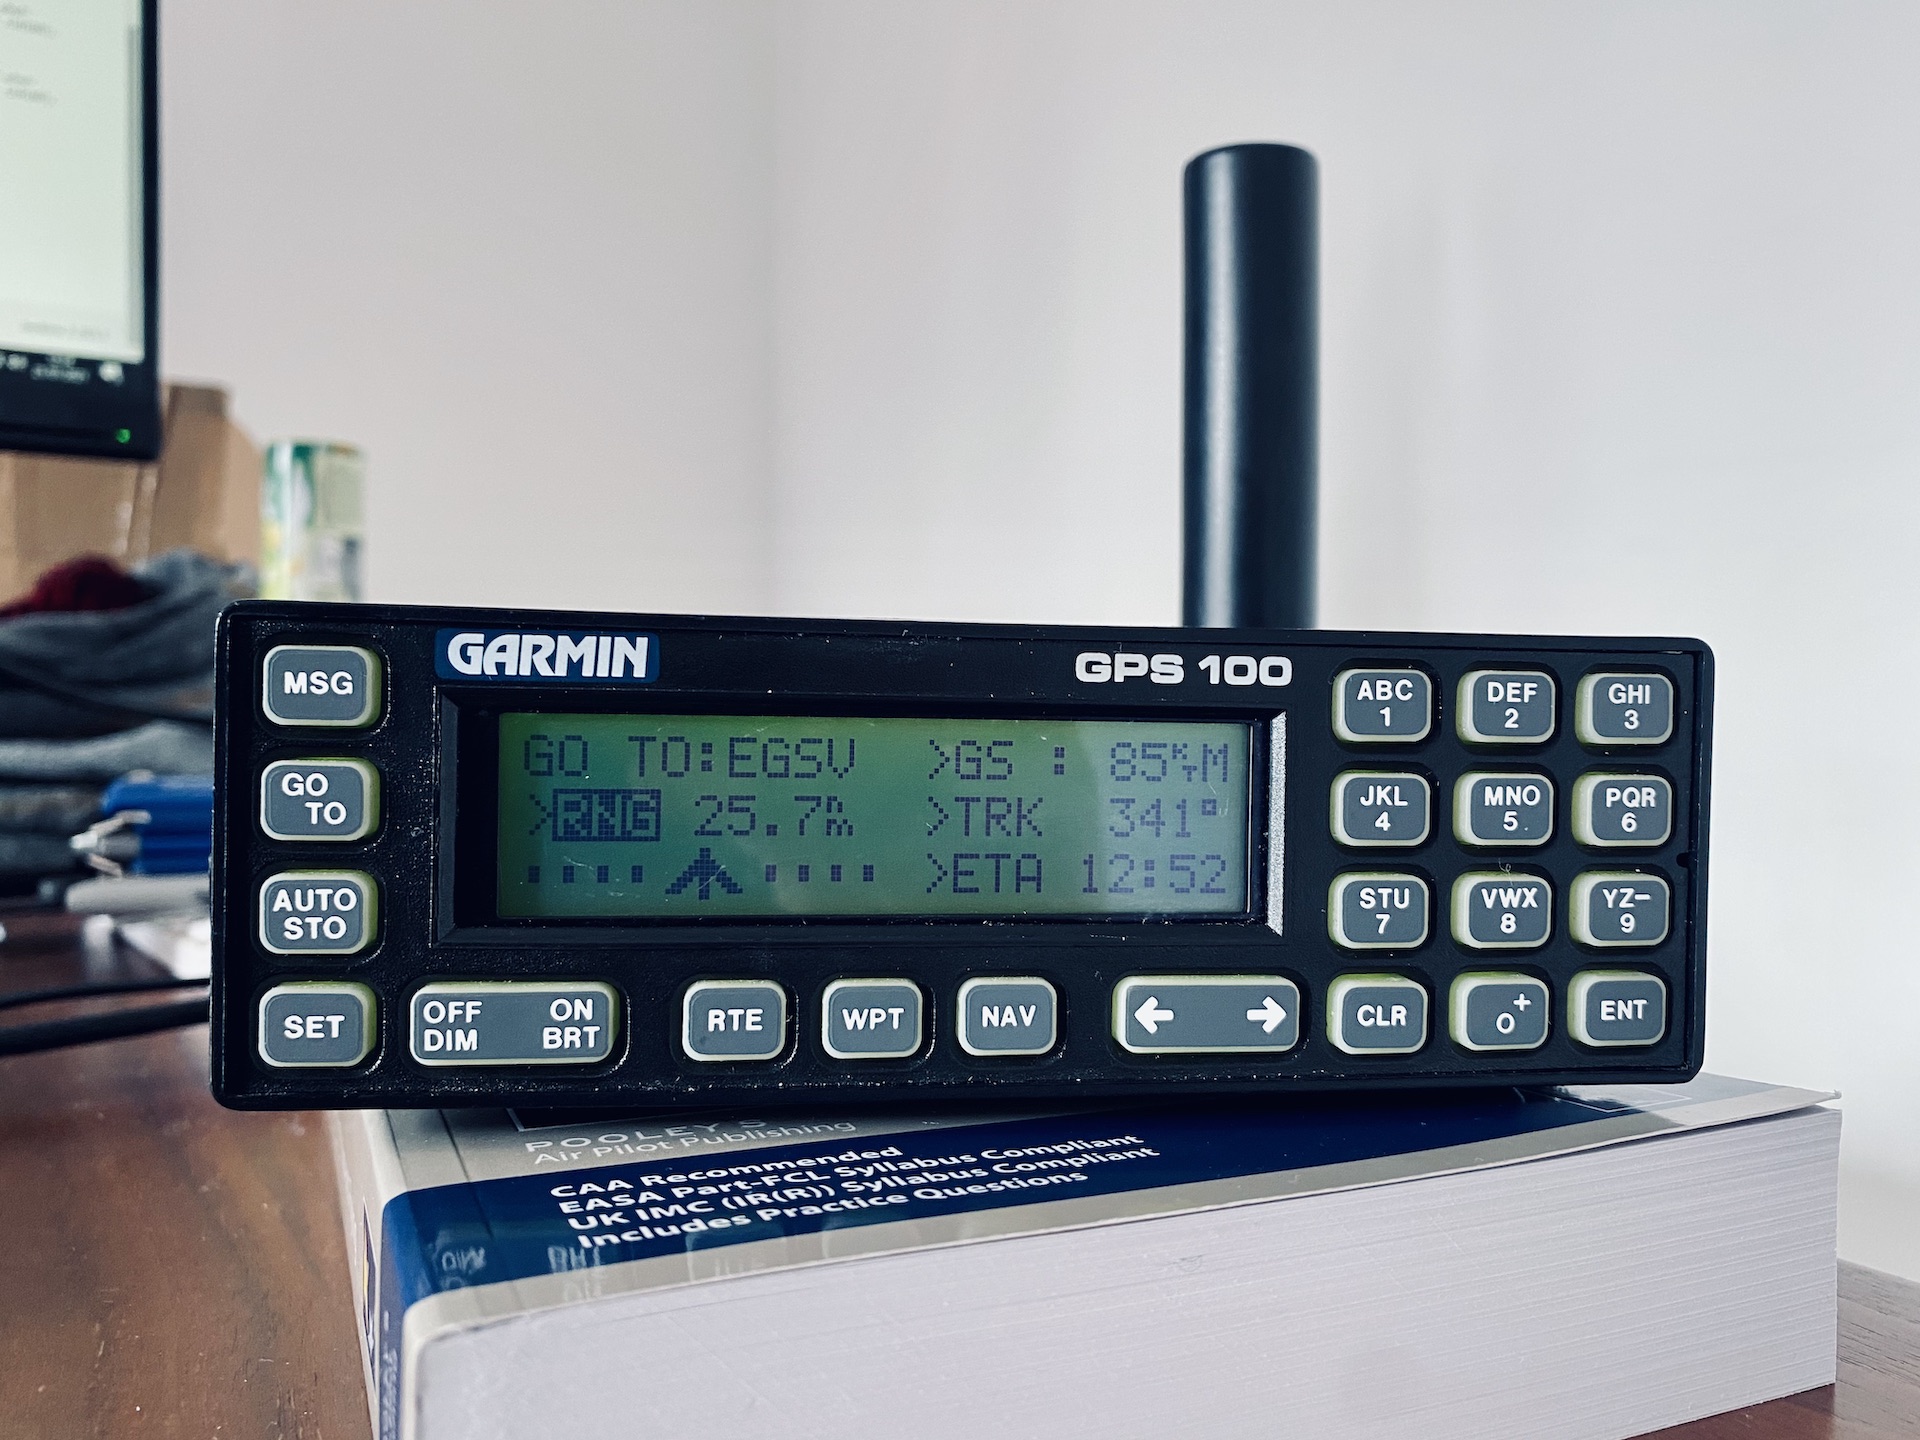 GARMIN
GPS 100
GO TO:EGSV >GS : 85KM
>RNG 25.7
>TRK 341°
>ETA 12:52
MSG
GO
TO
AUTO
STO
SET
OFF ON
DIM BRT
RTE
WPT
NAV
← →
ABC
1
DEF
2
GHI
3
JKL
4
MNO
5
PQR
6
STU
7
VWX
8
YZ–
9
CLR
0+
ENT
POOLEY'S
Air Pilot Publishing
CAA Recommended
EASA Part-FCL Syllabus Compliant
UK IMC (IR(R)) Syllabus Compliant
Includes Practice Questions